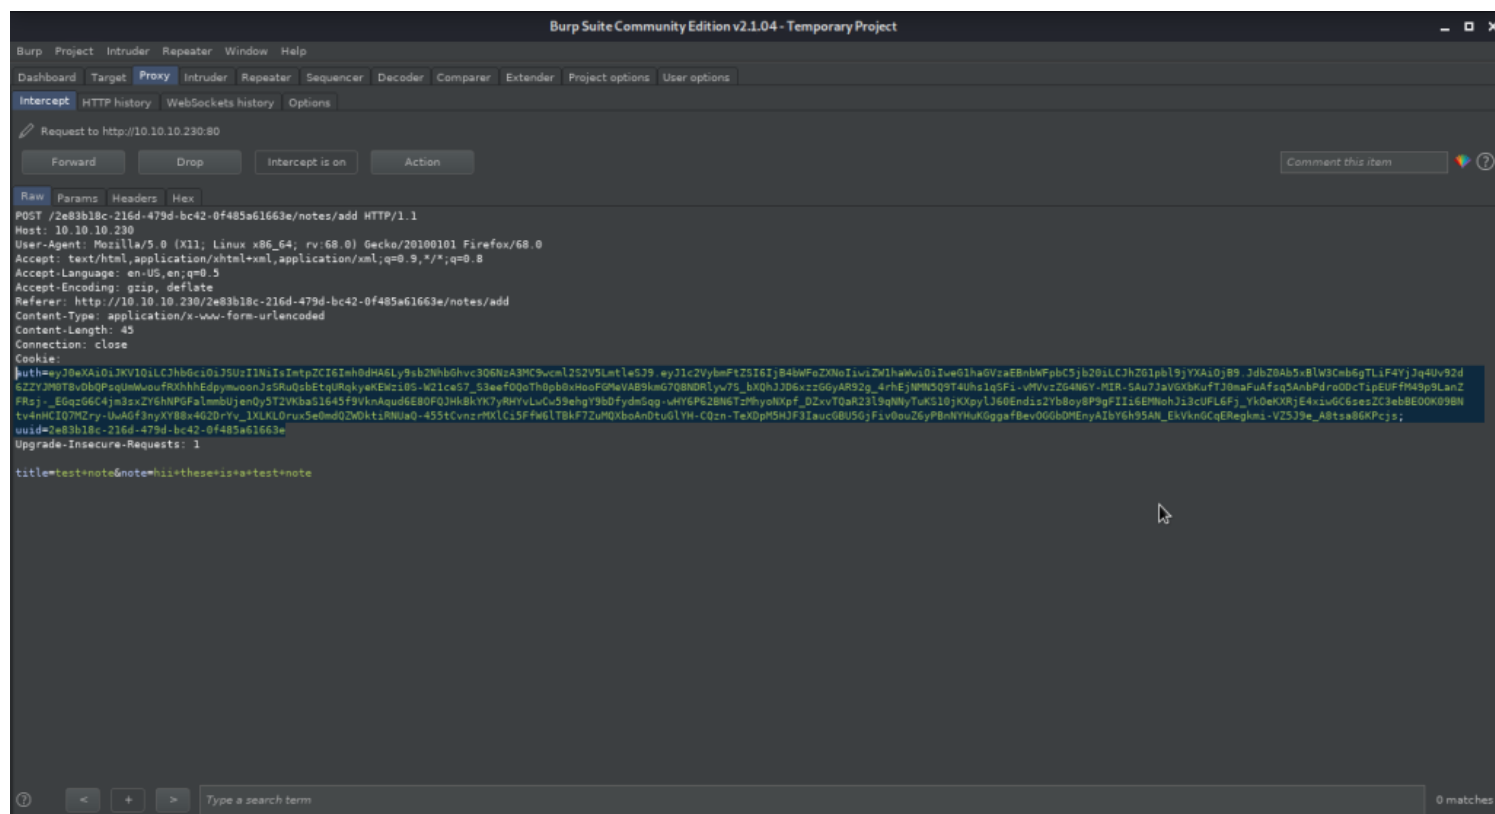 Burp Suite Community Edition v2.1.04 - Temporary Project
Burp Project Intruder Repeater Window Help
Dashboard Target Proxy Intruder Repeater Sequencer Decoder Comparer Extender Project options User options
Intercept HTTP history WebSockets history Options
Request to http://10.10.10.230:80
Forward Drop Intercept is on Action Comment this item
Raw Params Headers Hex
POST /2e83b18c-216d-479d-bc42-0f485a61663e/notes/add HTTP/1.1
Host: 10.10.10.230
User-Agent: Mozilla/5.0 (X11; Linux x86_64; rv:68.0) Gecko/20100101 Firefox/68.0
Accept: text/html,application/xhtml+xml,application/xml;q=0.9,*/*;q=0.8
Accept-Language: en-US,en;q=0.5
Accept-Encoding: gzip, deflate
Referer: http://10.10.10.230/2e83b18c-216d-479d-bc42-0f485a61663e/notes/add
Content-Type: application/x-www-form-urlencoded
Content-Length: 45
Connection: close
Cookie:
uuid=2e83b18c-216d-479d-bc42-0f485a61663e
Upgrade-Insecure-Requests: 1
title=test+note&note=hii+these+is+a+test+note
Type a search term 0 matches